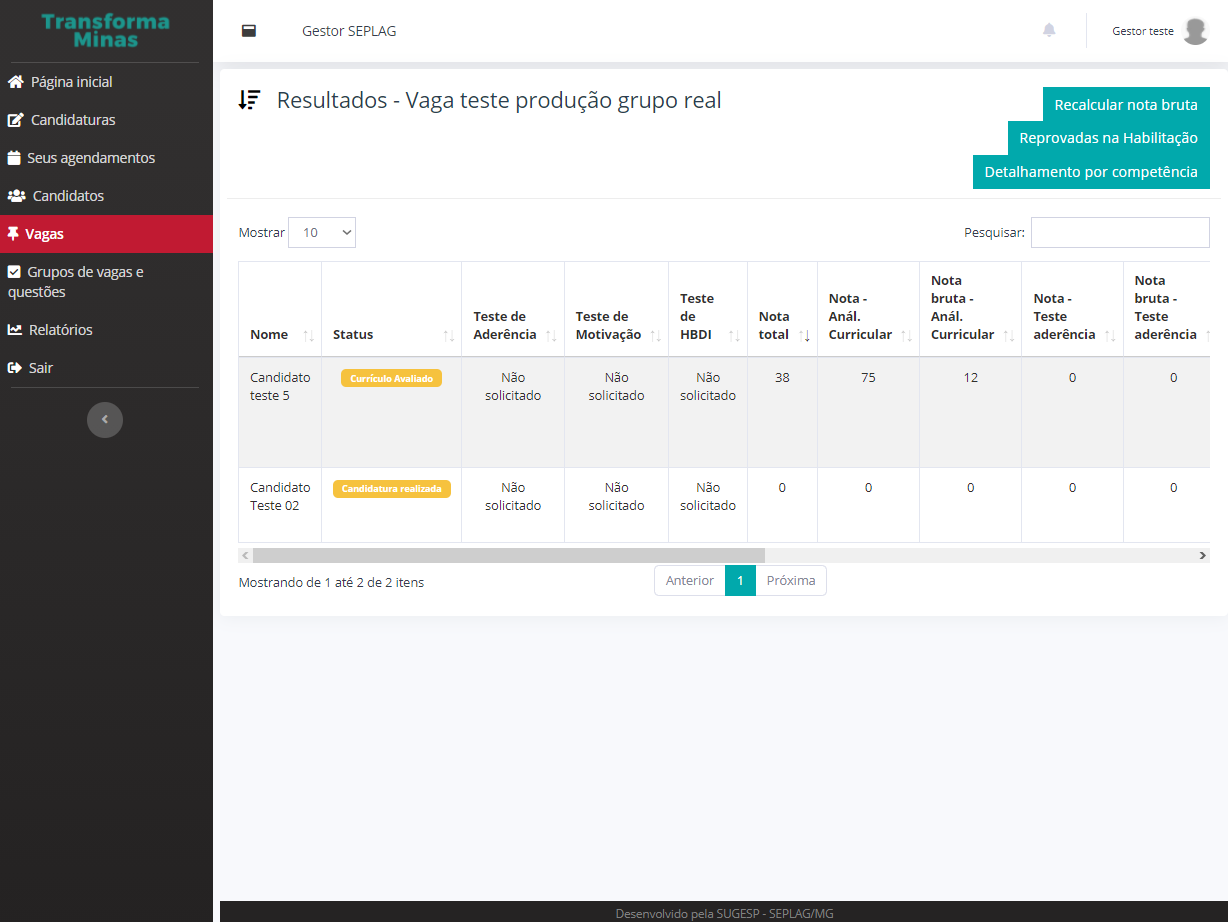 Transforma
Minas
Página inicial
Candidaturas
Seus agendamentos
Candidatos
Vagas
Grupos de vagas e
questões
Relatórios
Sair
Gestor SEPLAG
Gestor teste
Resultados - Vaga teste produção grupo real
Recalcular nota bruta
Reprovadas na Habilitação
Detalhamento por competência
Mostrar 10
Pesquisar:
Nome
Status
Teste de
Aderência
Teste de
Motivação
Teste
de
HBDI
Nota
total
Nota -
Anál.
Curricular
Nota
bruta -
Anál.
Curricular
Nota -
Teste
aderência
Nota
bruta -
Teste
aderência
Candidato
teste 5
Currículo Avaliado
Não
solicitado
Não
solicitado
Não
solicitado
38
75
12
0
0
Candidato
Teste 02
Candidatura realizada
Não
solicitado
Não
solicitado
Não
solicitado
0
0
0
0
0
Mostrando de 1 até 2 de 2 itens
Anterior 1 Próxima
Desenvolvido pela SUGESP - SEPLAG/MG